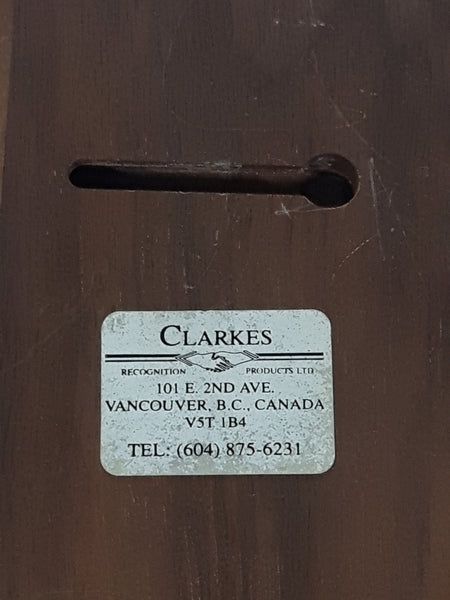 CLARKES
RECOGNITION PRODUCTS LTD
101 E. 2ND AVE.
VANCOUVER, B.C., CANADA
V5T 1B4
TEL: (604) 875-6231